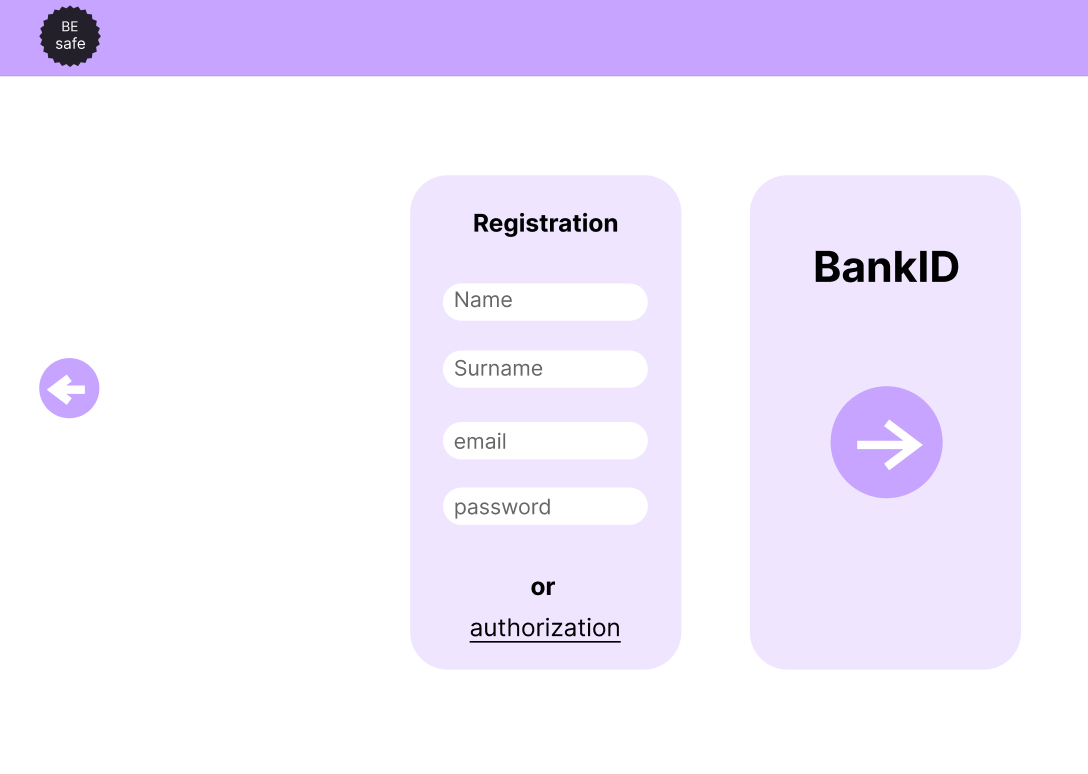 BE
safe
Registration
Name
Surname
email
password
or
authorization
BankID